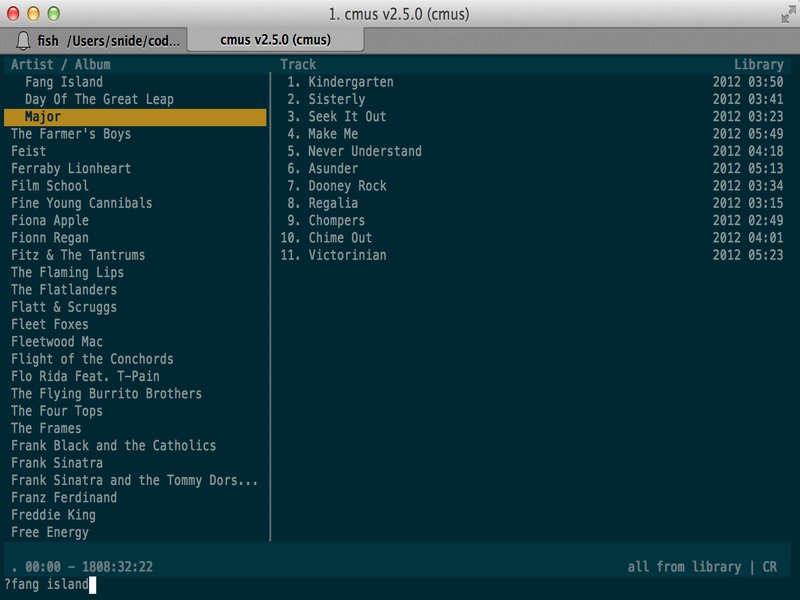 1. cmus v2.5.0 (cmus)
fish /Users/snide/cod...
cmus v2.5.0 (cmus)
Artist / Album
Fang Island
Day Of The Great Leap
Major
The Farmer's Boys
Feist
Ferraby Lionheart
Film School
Fine Young Cannibals
Fiona Apple
Fionn Regan
Fitz & The Tantrums
The Flaming Lips
The Flatlanders
Flatt & Scruggs
Fleet Foxes
Fleetwood Mac
Flight of the Conchords
Flo Rida Feat. T-Pain
The Flying Burrito Brothers
The Four Tops
The Frames
Frank Black and the Catholics
Frank Sinatra
Frank Sinatra and the Tommy Dors...
Franz Ferdinand
Freddie King
Free Energy
Track Library
1. Kindergarten 2012 03:50
2. Sisterly 2012 03:41
3. Seek It Out 2012 03:23
4. Make Me 2012 05:49
5. Never Understand 2012 04:18
6. Asunder 2012 05:13
7. Dooney Rock 2012 03:34
8. Regalia 2012 03:15
9. Chompers 2012 02:49
10. Chime Out 2012 04:01
11. Victorinian 2012 05:23
. 00:00 - 1808:32:22 all from library | CR
?fang island